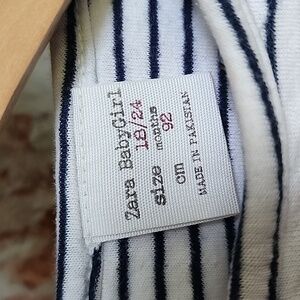 Zara BabyGirl
18/24
size months
92
cm
MADE IN PAKISTAN